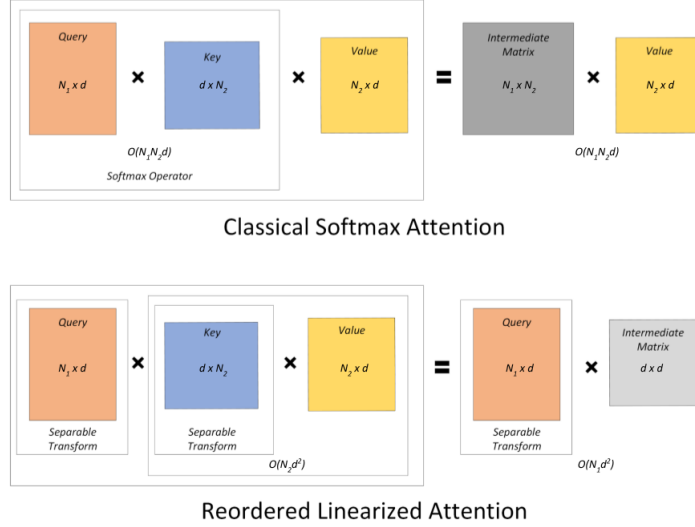 Query
N₁ x d
×
Key
d x N₂
×
Value
N₂ x d
=
Intermediate
Matrix
N₁ x N₂
×
Value
N₂ x d
O(N₁N₂d)
Softmax Operator
O(N₁N₂d)
Classical Softmax Attention
Query
N₁ x d
Separable
Transform
×
Key
d x N₂
Separable
Transform
×
Value
N₂ x d
O(N₂d²)
=
Query
N₁ x d
Separable
Transform
×
Intermediate
Matrix
d x d
O(N₁d²)
Reordered Linearized Attention